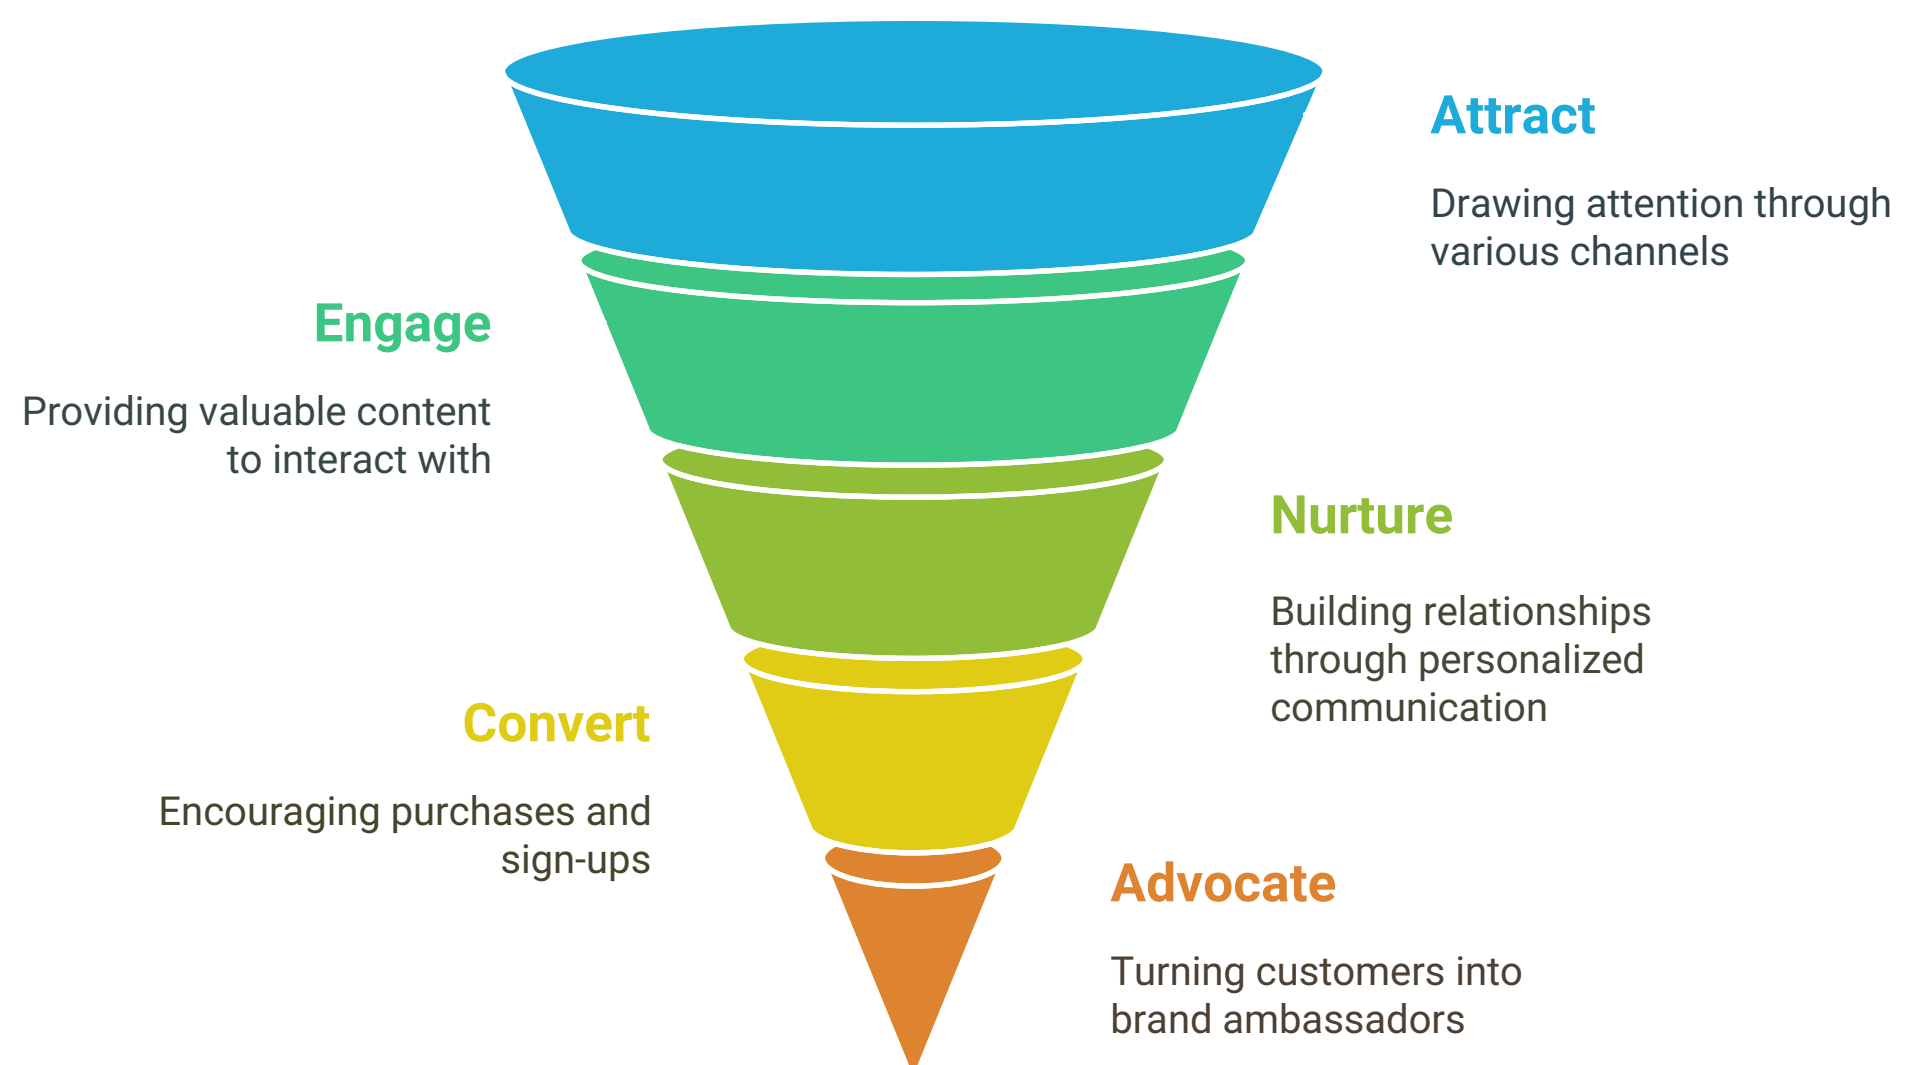 Attract
Drawing attention through
various channels
Engage
Providing valuable content
to interact with
Nurture
Building relationships
through personalized
communication
Convert
Encouraging purchases and
sign-ups
Advocate
Turning customers into
brand ambassadors